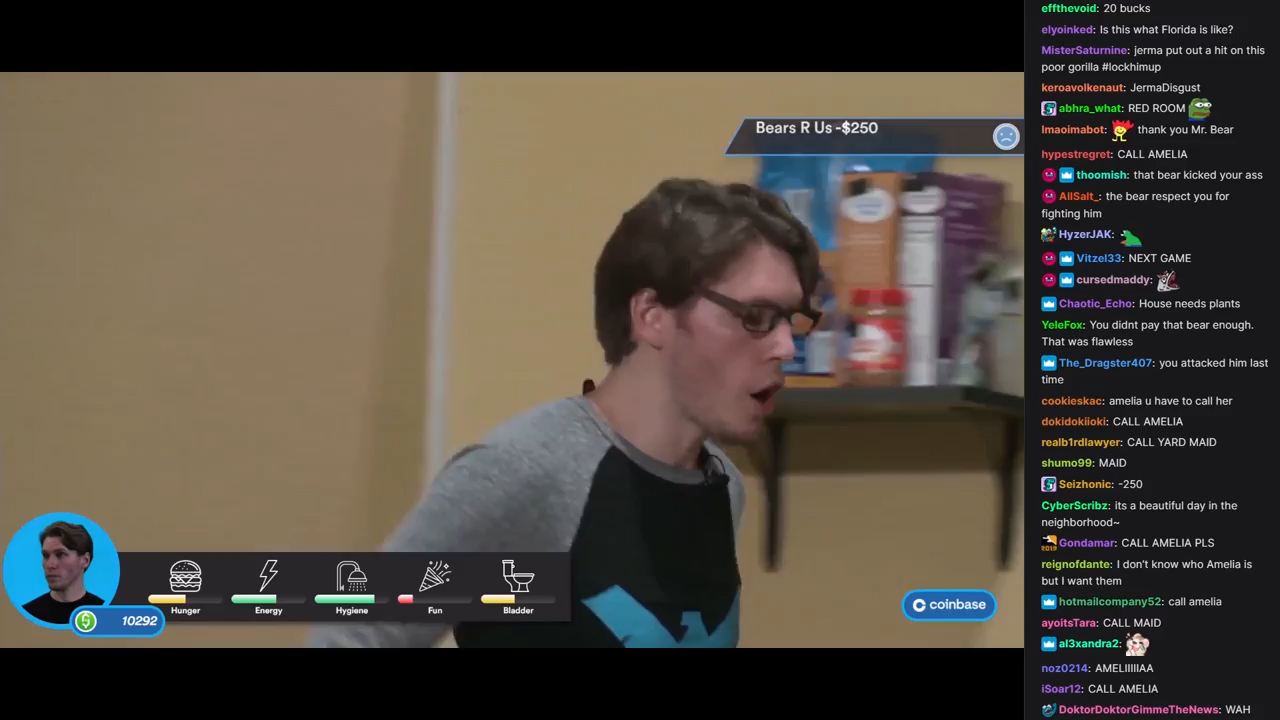 Bears R Us -$250
Hunger
Energy
Hygiene
Fun
Bladder
10292
coinbase
effthevoid: 20 bucks
elyoinked: Is this what Florida is like?
MisterSaturnine: jerma put out a hit on this
poor gorilla #lockhimup
keroavolkenaut: JermaDisgust
abhra_what: RED ROOM
lmaoimabot: thank you Mr. Bear
hypestregret: CALL AMELIA
thoomish: that bear kicked your ass
AllSalt_: the bear respect you for
fighting him
HyzerJAK:
Vitzel33: NEXT GAME
cursedmaddy:
Chaotic_Echo: House needs plants
YeleFox: You didnt pay that bear enough.
That was flawless
The_Dragster407: you attacked him last
time
cookieskac: amelia u have to call her
dokidokiioki: CALL AMELIA
realb1rdlawyer: CALL YARD MAID
shumo99: MAID
Seizhonic: -250
CyberScribz: its a beautiful day in the
neighborhood~
Gondamar: CALL AMELIA PLS
reignofdante: I don't know who Amelia is
but I want them
hotmailcompany52: call amelia
ayoitsTara: CALL MAID
al3xandra2:
noz0214: AMELIIIIIAA
iSoar12: CALL AMELIA
DoktorDoktorGimmeTheNews: WAH